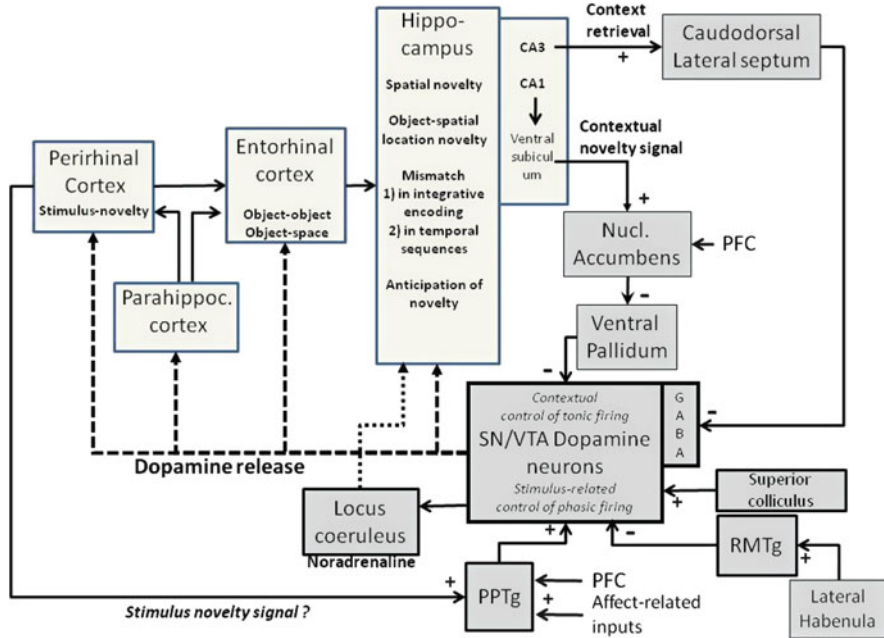 Hippo-
campus
Spatial novelty
Object-spatial
location novelty
Mismatch
1) in integrative
encoding
2) in temporal
sequences
Anticipation of
novelty
CA3
CA1
Ventral
subicul
um
Context
retrieval
+
Caudodorsal
Lateral septum
Contextual
novelty signal
+
Perirhinal
Cortex
Stimulus-novelty
Entorhinal
cortex
Object-object
Object-space
Parahippoc.
cortex
Nucl.
Accumbens
PFC
-
Ventral
Pallidum
-
Contextual
control of tonic firing
SN/VTA Dopamine
neurons
Stimulus-related
control of phasic firing
G
A
B
A
-
Dopamine release
Locus
coeruleus
Noradrenaline
Superior
colliculus
+
+
-
RMTg
+
Lateral
Habenula
PPTg
+
PFC
+
Affect-related
inputs
Stimulus novelty signal ?